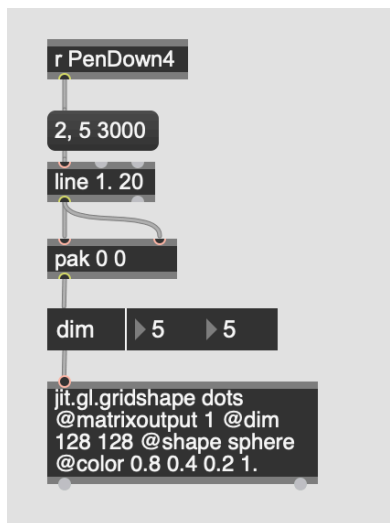 r PenDown4
2, 5 3000
line 1. 20
pak 0 0
dim 5 5
jit.gl.gridshape dots
@matrixoutput 1 @dim
128 128 @shape sphere
@color 0.8 0.4 0.2 1.